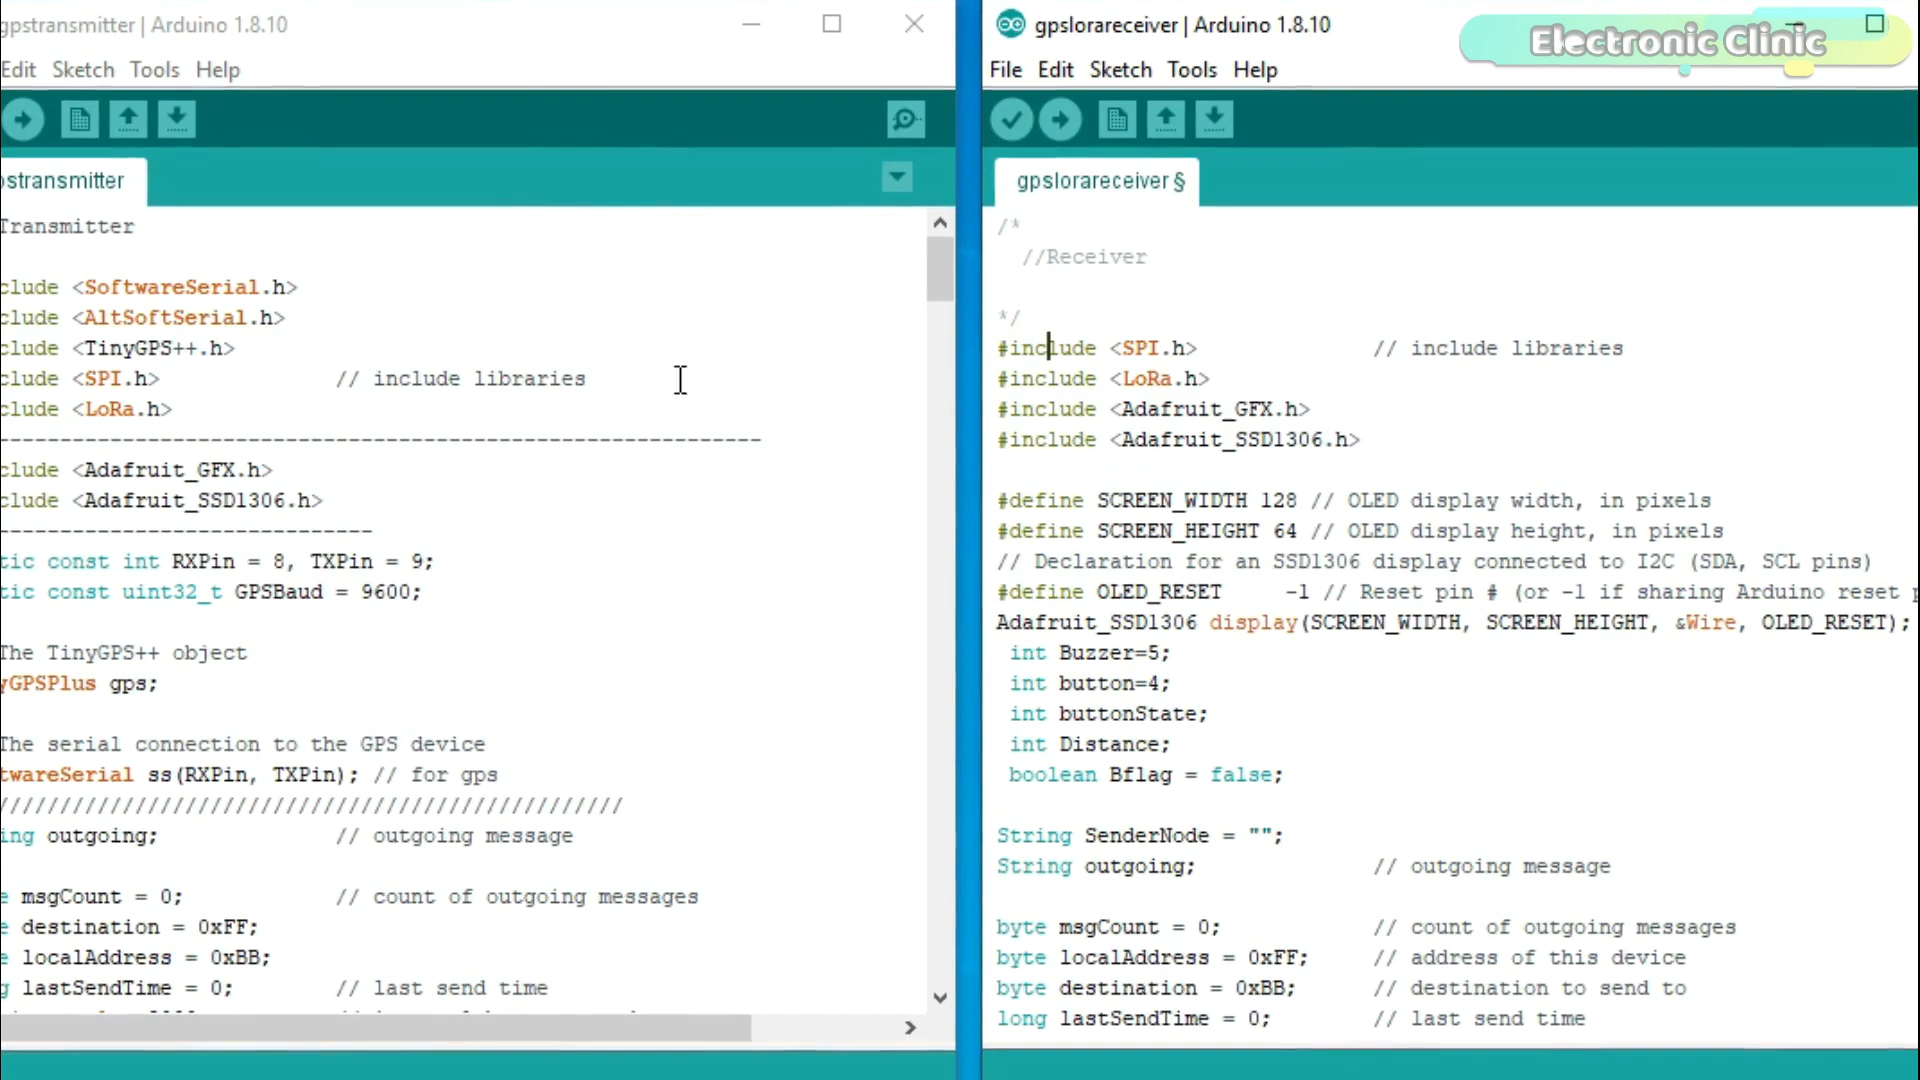 gpstransmitter | Arduino 1.8.10
Edit Sketch Tools Help
pstransmitter
Transmitter
clude <SoftwareSerial.h>
clude <AltSoftSerial.h>
clude <TinyGPS++.h>
clude <SPI.h> // include libraries
clude <LoRa.h>
-------------------------------------------------------------
clude <Adafruit_GFX.h>
clude <Adafruit_SSD1306.h>
------------------------------
tic const int RXPin = 8, TXPin = 9;
tic const uint32_t GPSBaud = 9600;
The TinyGPS++ object
yGPSPlus gps;
The serial connection to the GPS device
twareSerial ss(RXPin, TXPin); // for gps
//////////////////////////////////////////////////
ing outgoing; // outgoing message
e msgCount = 0; // count of outgoing messages
e destination = 0xFF;
e localAddress = 0xBB;
g lastSendTime = 0; // last send time
gpslorareceiver | Arduino 1.8.10
Electronic Clinic
File Edit Sketch Tools Help
gpslorareceiver §
/*
//Receiver
*/
#include <SPI.h> // include libraries
#include <LoRa.h>
#include <Adafruit_GFX.h>
#include <Adafruit_SSD1306.h>
#define SCREEN_WIDTH 128 // OLED display width, in pixels
#define SCREEN_HEIGHT 64 // OLED display height, in pixels
// Declaration for an SSD1306 display connected to I2C (SDA, SCL pins)
#define OLED_RESET -1 // Reset pin # (or -1 if sharing Arduino reset p
Adafruit_SSD1306 display(SCREEN_WIDTH, SCREEN_HEIGHT, &Wire, OLED_RESET);
int Buzzer=5;
int button=4;
int buttonState;
int Distance;
boolean Bflag = false;
String SenderNode = "";
String outgoing; // outgoing message
byte msgCount = 0; // count of outgoing messages
byte localAddress = 0xFF; // address of this device
byte destination = 0xBB; // destination to send to
long lastSendTime = 0; // last send time